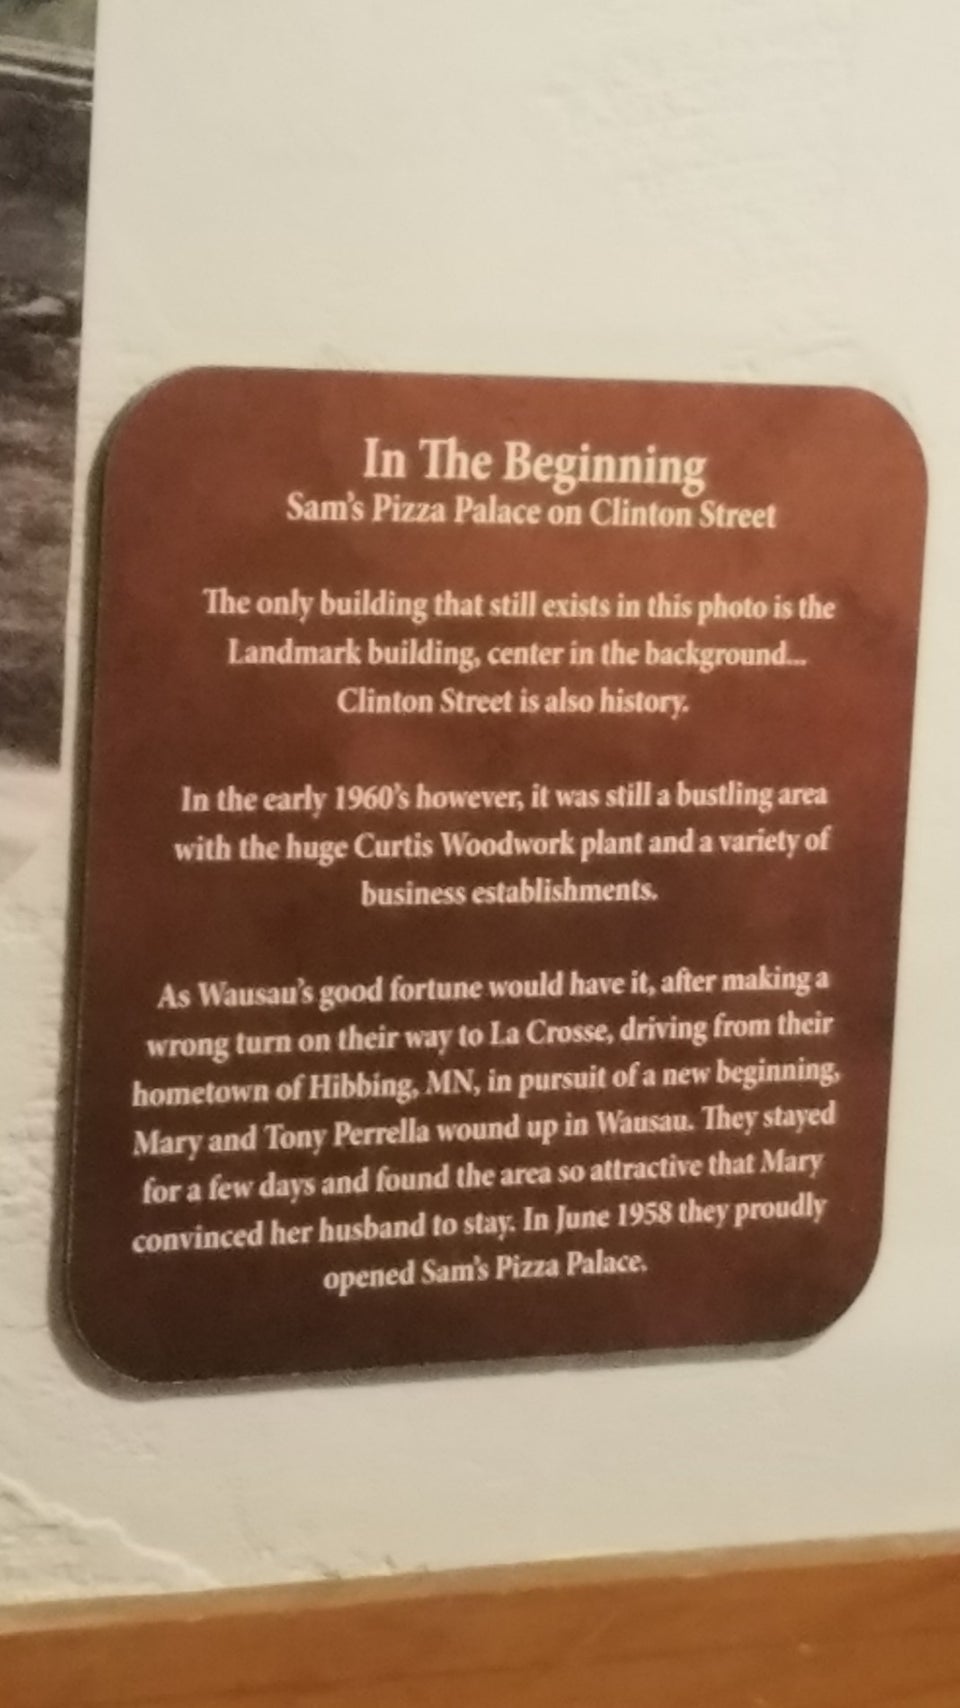 In The Beginning
Sam's Pizza Palace on Clinton Street
The only building that still exists in this photo is the
Landmark building, center in the background...
Clinton Street is also history.
In the early 1960's however, it was still a bustling area
with the huge Curtis Woodwork plant and a variety of
business establishments.
As Wausau's good fortune would have it, after making a
wrong turn on their way to La Crosse, driving from their
hometown of Hibbing, MN, in pursuit of a new beginning,
Mary and Tony Perrella wound up in Wausau. They stayed
for a few days and found the area so attractive that Mary
convinced her husband to stay. In June 1958 they proudly
opened Sam's Pizza Palace.